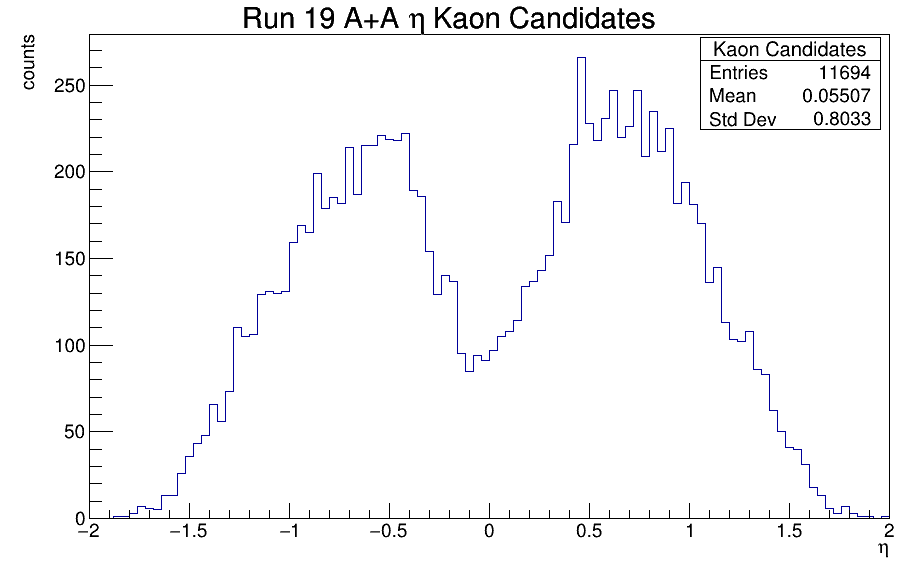 Run 19 A+A η Kaon Candidates
counts
Kaon Candidates
Entries 11694
Mean 0.05507
Std Dev 0.8033
250
200
150
100
50
0
−2 −1.5 −1 −0.5 0 0.5 1 1.5 2
η